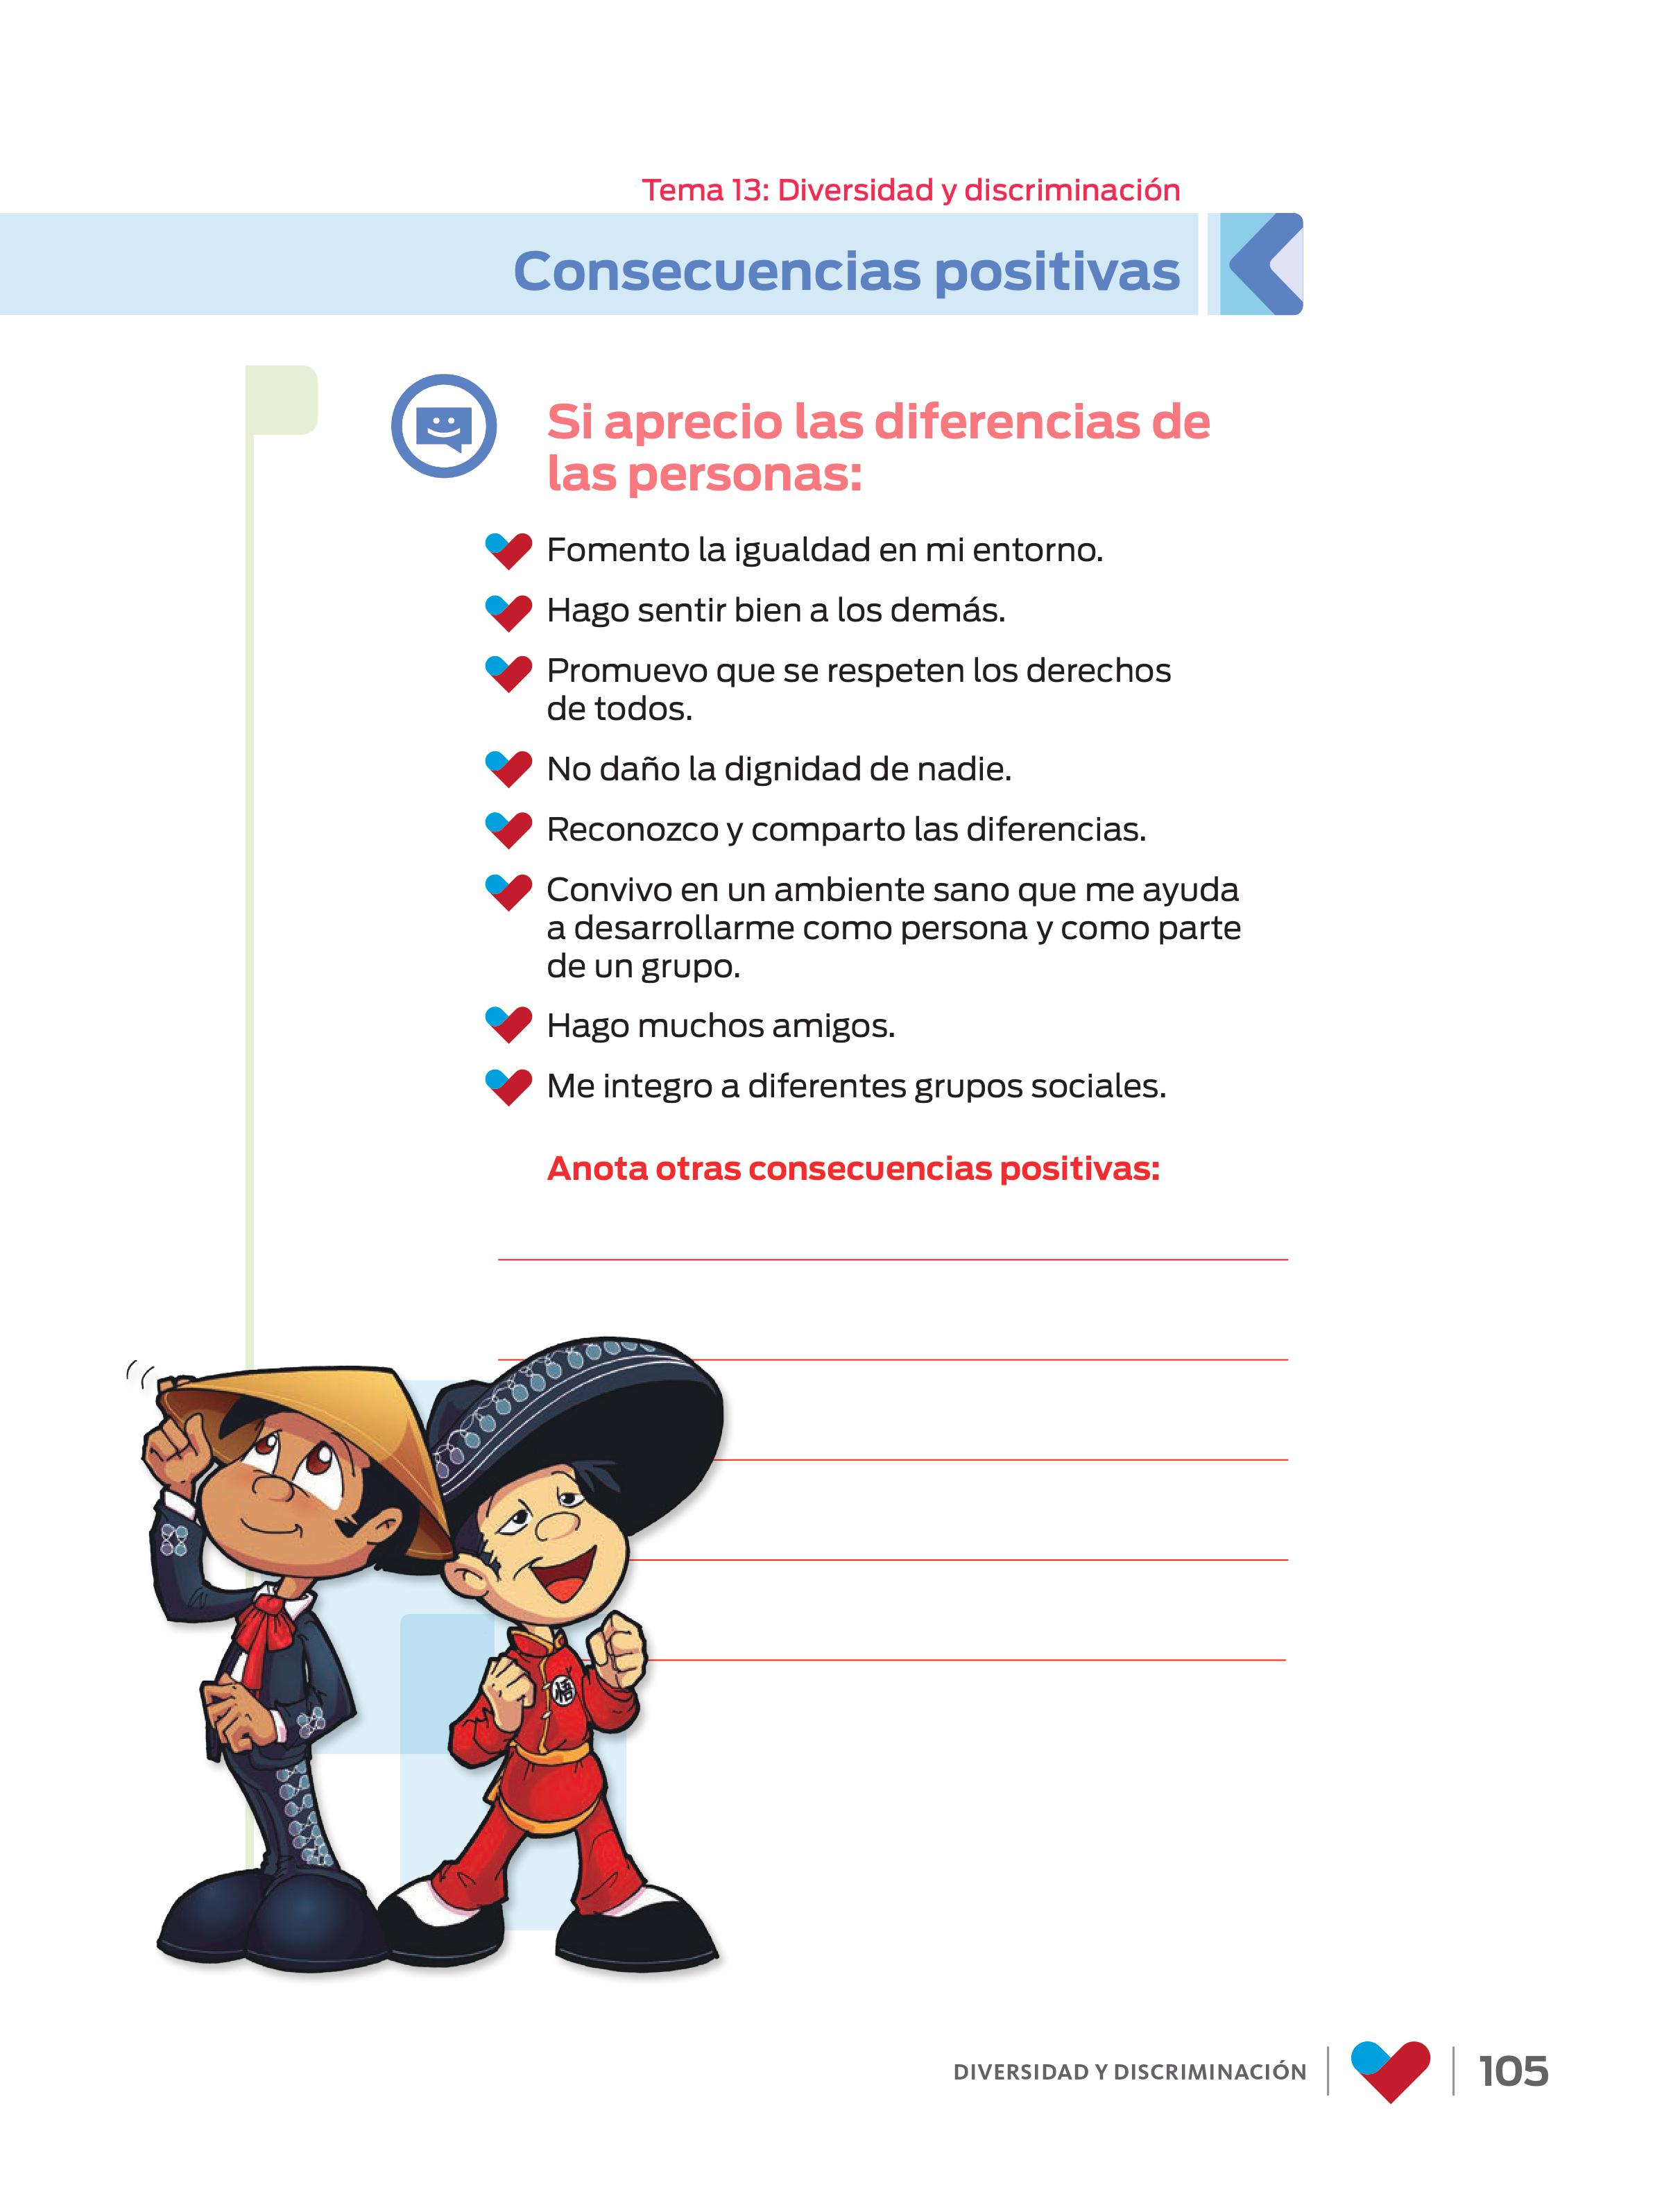 Tema 13: Diversidad y discriminación
Consecuencias positivas
Si aprecio las diferencias de
las personas:
Fomento la igualdad en mi entorno.
Hago sentir bien a los demás.
Promuevo que se respeten los derechos
de todos.
No daño la dignidad de nadie.
Reconozco y comparto las diferencias.
Convivo en un ambiente sano que me ayuda
a desarrollarme como persona y como parte
de un grupo.
Hago muchos amigos.
Me integro a diferentes grupos sociales.
Anota otras consecuencias positivas:
悟
DIVERSIDAD Y DISCRIMINACIÓN
105